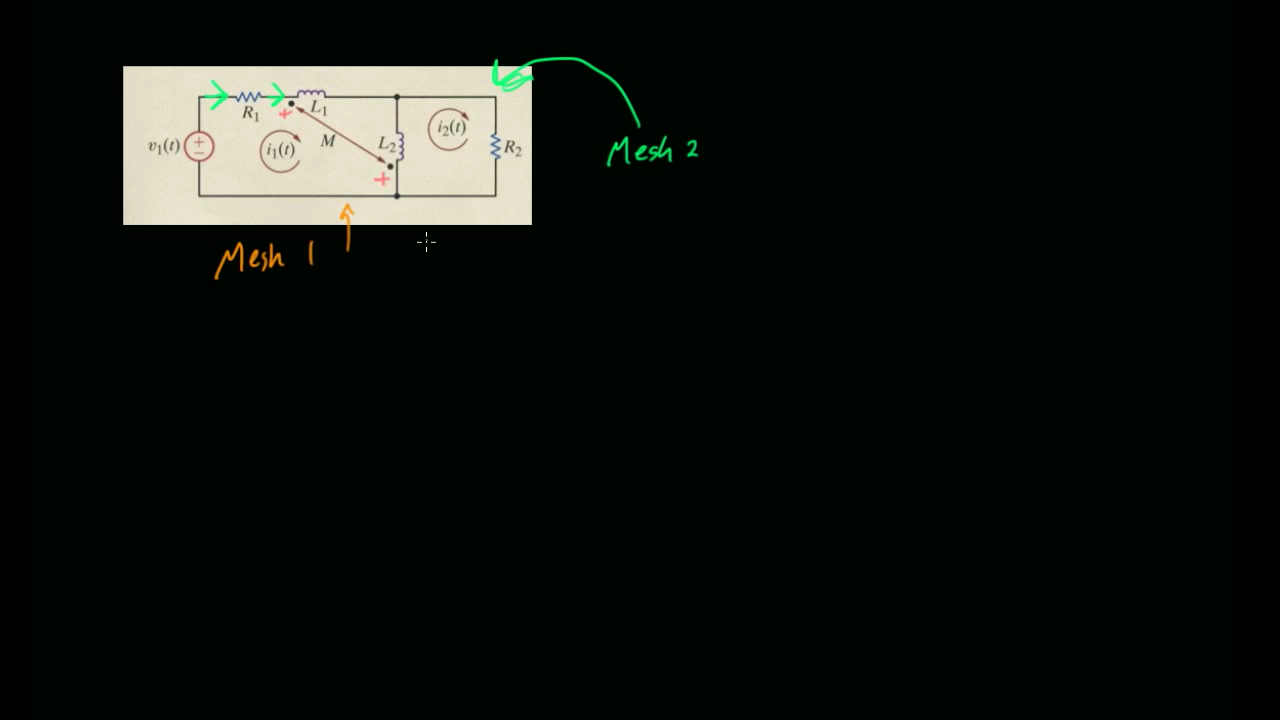 R1
L1
+
v1(t)
+
−
i1(t)
M
L2
+
i2(t)
R2
Mesh 2
Mesh 1